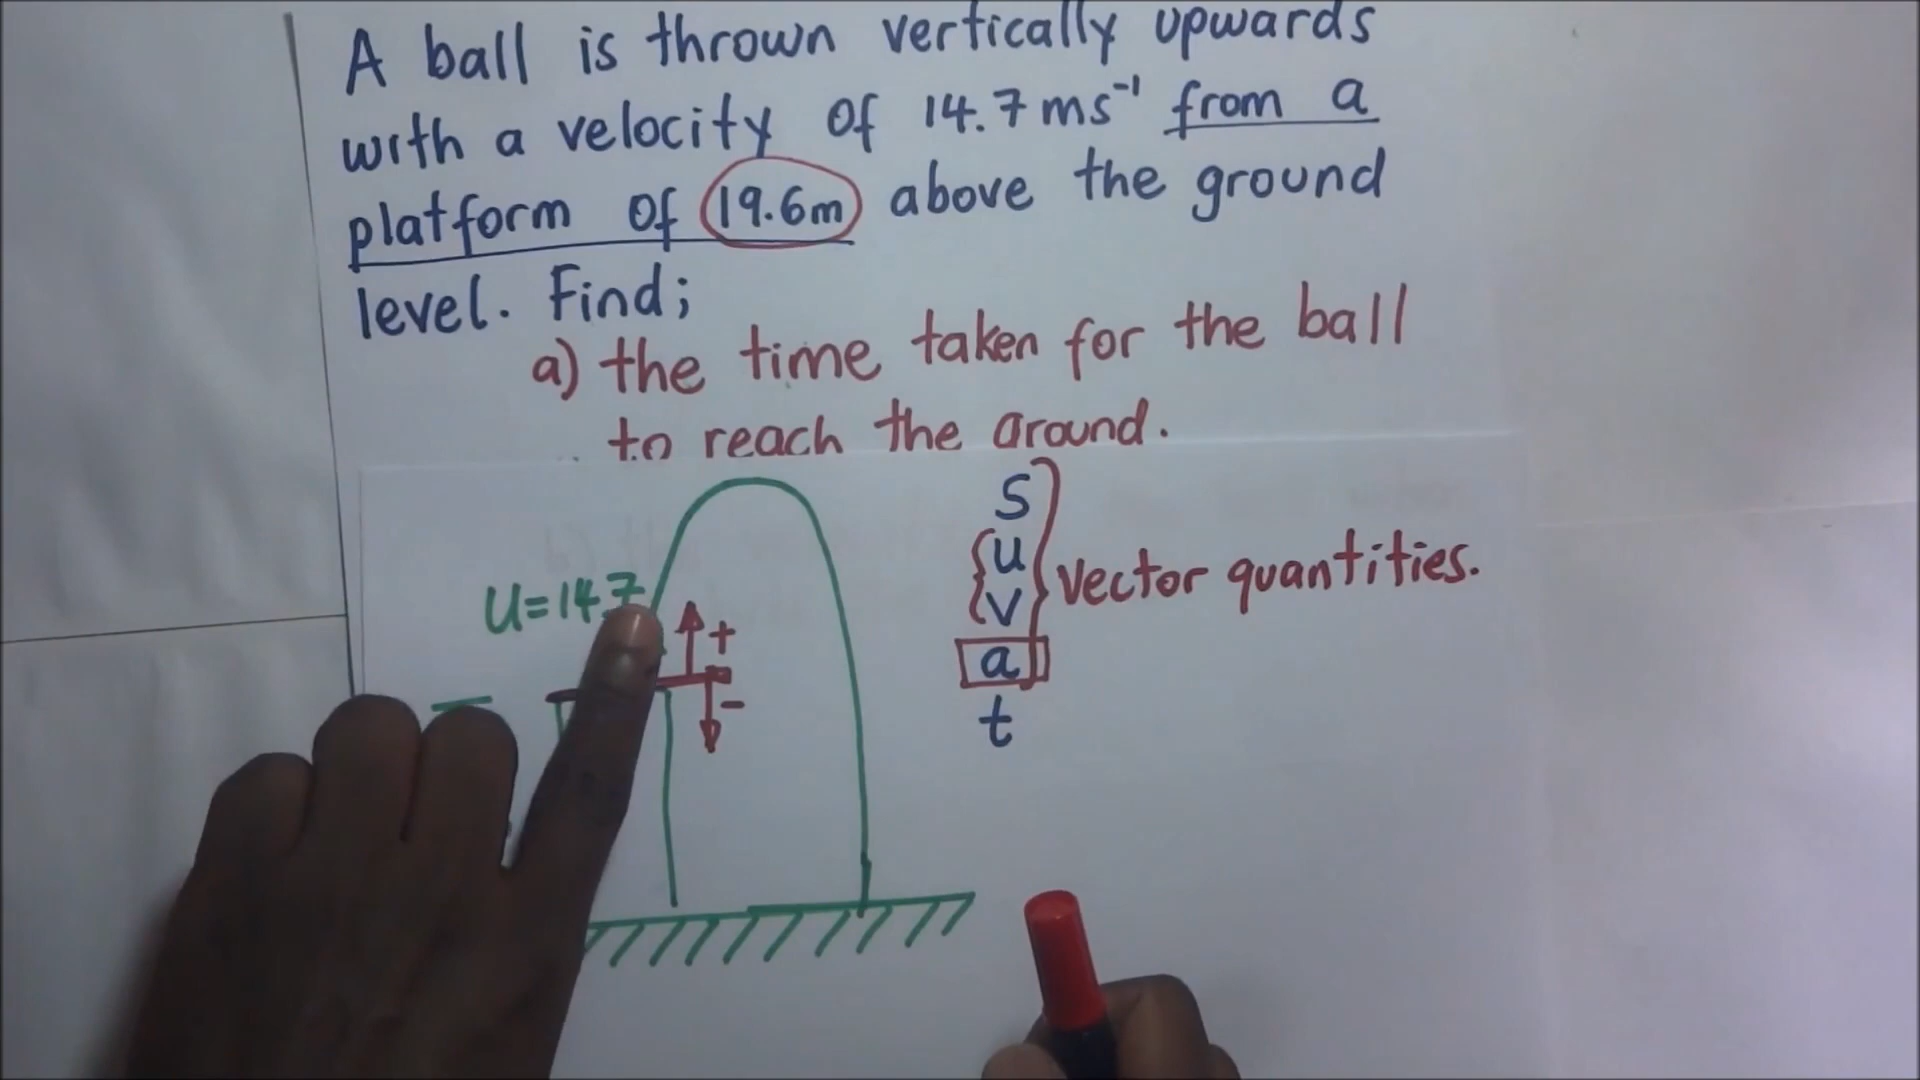 A ball is thrown vertically upwards
with a velocity of 14.7 ms⁻¹ from a
platform of 19.6m above the ground
level. Find;
a) the time taken for the ball
to reach the ground.
S
u
v
a
t
vector quantities.
U=14.7
+
-